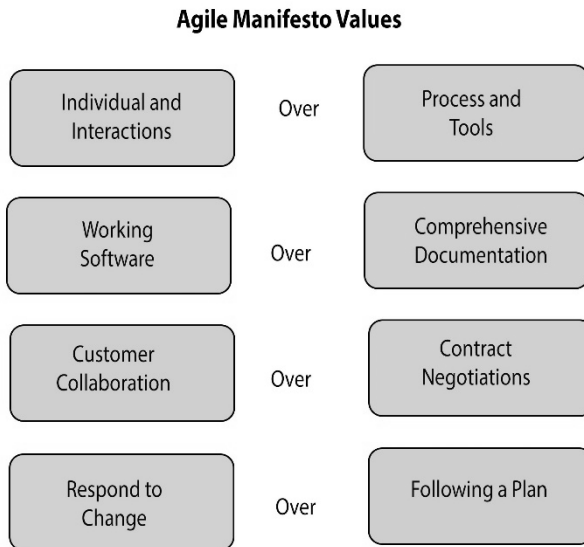 Agile Manifesto Values
Individual and
Interactions
Over
Process and
Tools
Working
Software
Over
Comprehensive
Documentation
Customer
Collaboration
Over
Contract
Negotiations
Respond to
Change
Over
Following a Plan